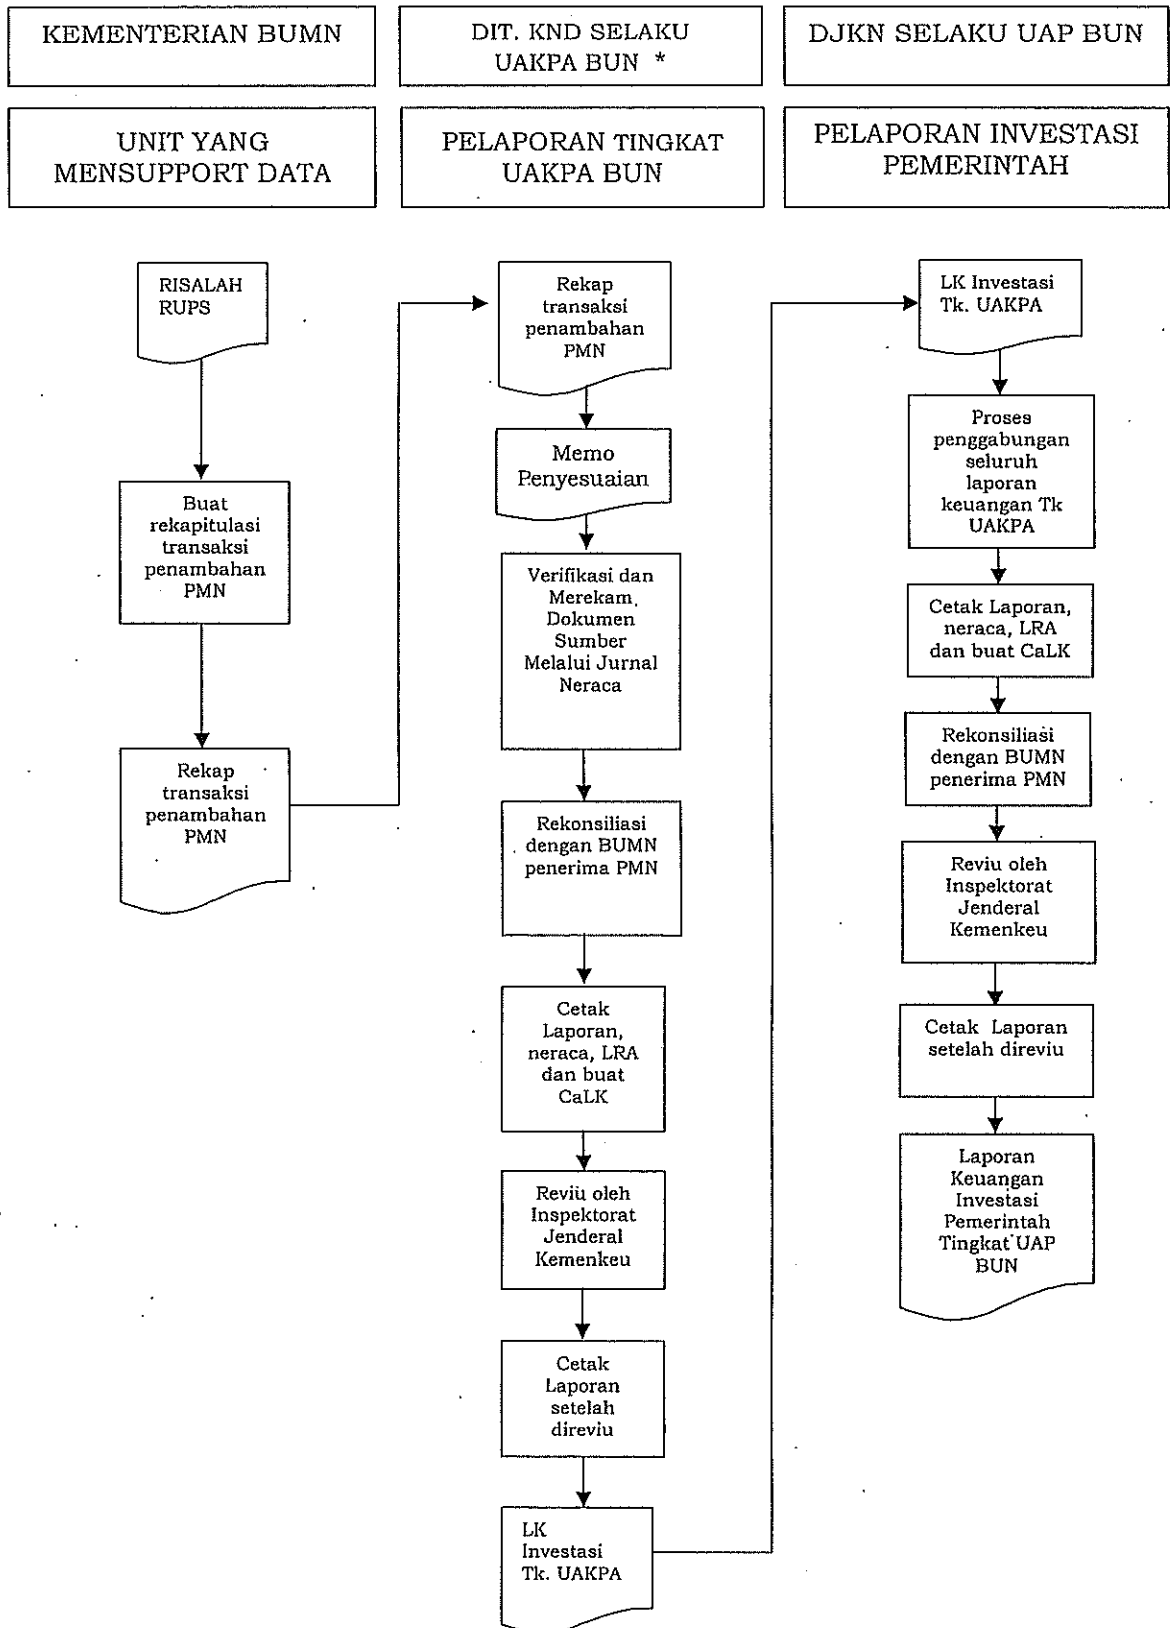 KEMENTERIAN BUMN
DIT. KND SELAKU
UAKPA BUN *
DJKN SELAKU UAP BUN
UNIT YANG
MENSUPPORT DATA
PELAPORAN TINGKAT
UAKPA BUN
PELAPORAN INVESTASI
PEMERINTAH
RISALAH
RUPS
Buat
rekapitulasi
transaksi
penambahan
PMN
Rekap
transaksi
penambahan
PMN
Rekap
transaksi
penambahan
PMN
Memo
Penyesuaian
Verifikasi dan
Merekam
Dokumen
Sumber
Melalui Jurnal
Neraca
Rekonsiliasi
dengan BUMN
penerima PMN
Cetak
Laporan,
neraca, LRA
dan buat
CaLK
Reviu oleh
Inspektorat
Jenderal
Kemenkeu
Cetak
Laporan
setelah
direviu
LK
Investasi
Tk. UAKPA
LK Investasi
Tk. UAKPA
Proses
penggabungan
seluruh
laporan
keuangan Tk
UAKPA
Cetak Laporan,
neraca, LRA
dan buat CaLK
Rekonsiliasi
dengan BUMN
penerima PMN
Reviu oleh
Inspektorat
Jenderal
Kemenkeu
Cetak Laporan
setelah direviu
Laporan
Keuangan
Investasi
Pemerintah
Tingkat UAP
BUN